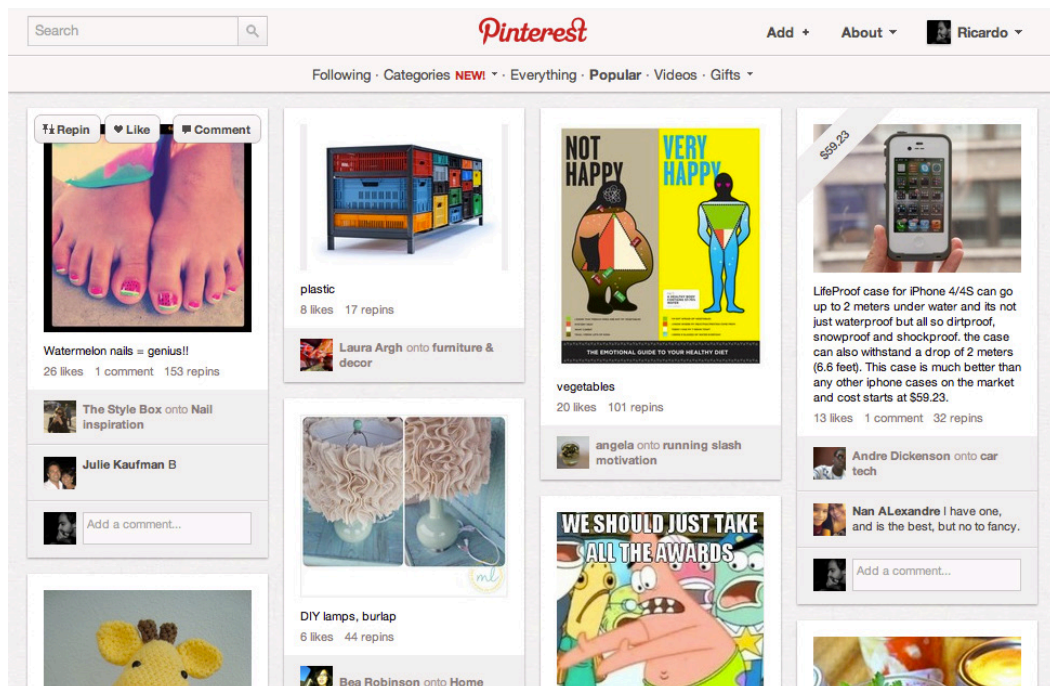 Search
Pinterest
Add +
About
Ricardo
Following · Categories NEW! · Everything · Popular · Videos · Gifts
Repin
Like
Comment
Watermelon nails = genius!!
26 likes 1 comment 153 repins
The Style Box onto Nail
inspiration
Julie Kaufman B
Add a comment...
plastic
8 likes 17 repins
Laura Argh onto furniture &
decor
ml
DIY lamps, burlap
6 likes 44 repins
Bea Robinson onto Home
NOT
HAPPY
VERY
HAPPY
THE EMOTIONAL GUIDE TO YOUR HEALTHY DIET
vegetables
20 likes 101 repins
angela onto running slash
motivation
WE SHOULD JUST TAKE
ALL THE AWARDS
$59.23
LifeProof case for iPhone 4/4S can go
up to 2 meters under water and its not
just waterproof but all so dirtproof,
snowproof and shockproof. the case
can also withstand a drop of 2 meters
(6.6 feet). This case is much better than
any other iphone cases on the market
and cost starts at $59.23.
13 likes 1 comment 32 repins
Andre Dickenson onto car
tech
Nan ALexandre I have one,
and is the best, but no to fancy.
Add a comment...